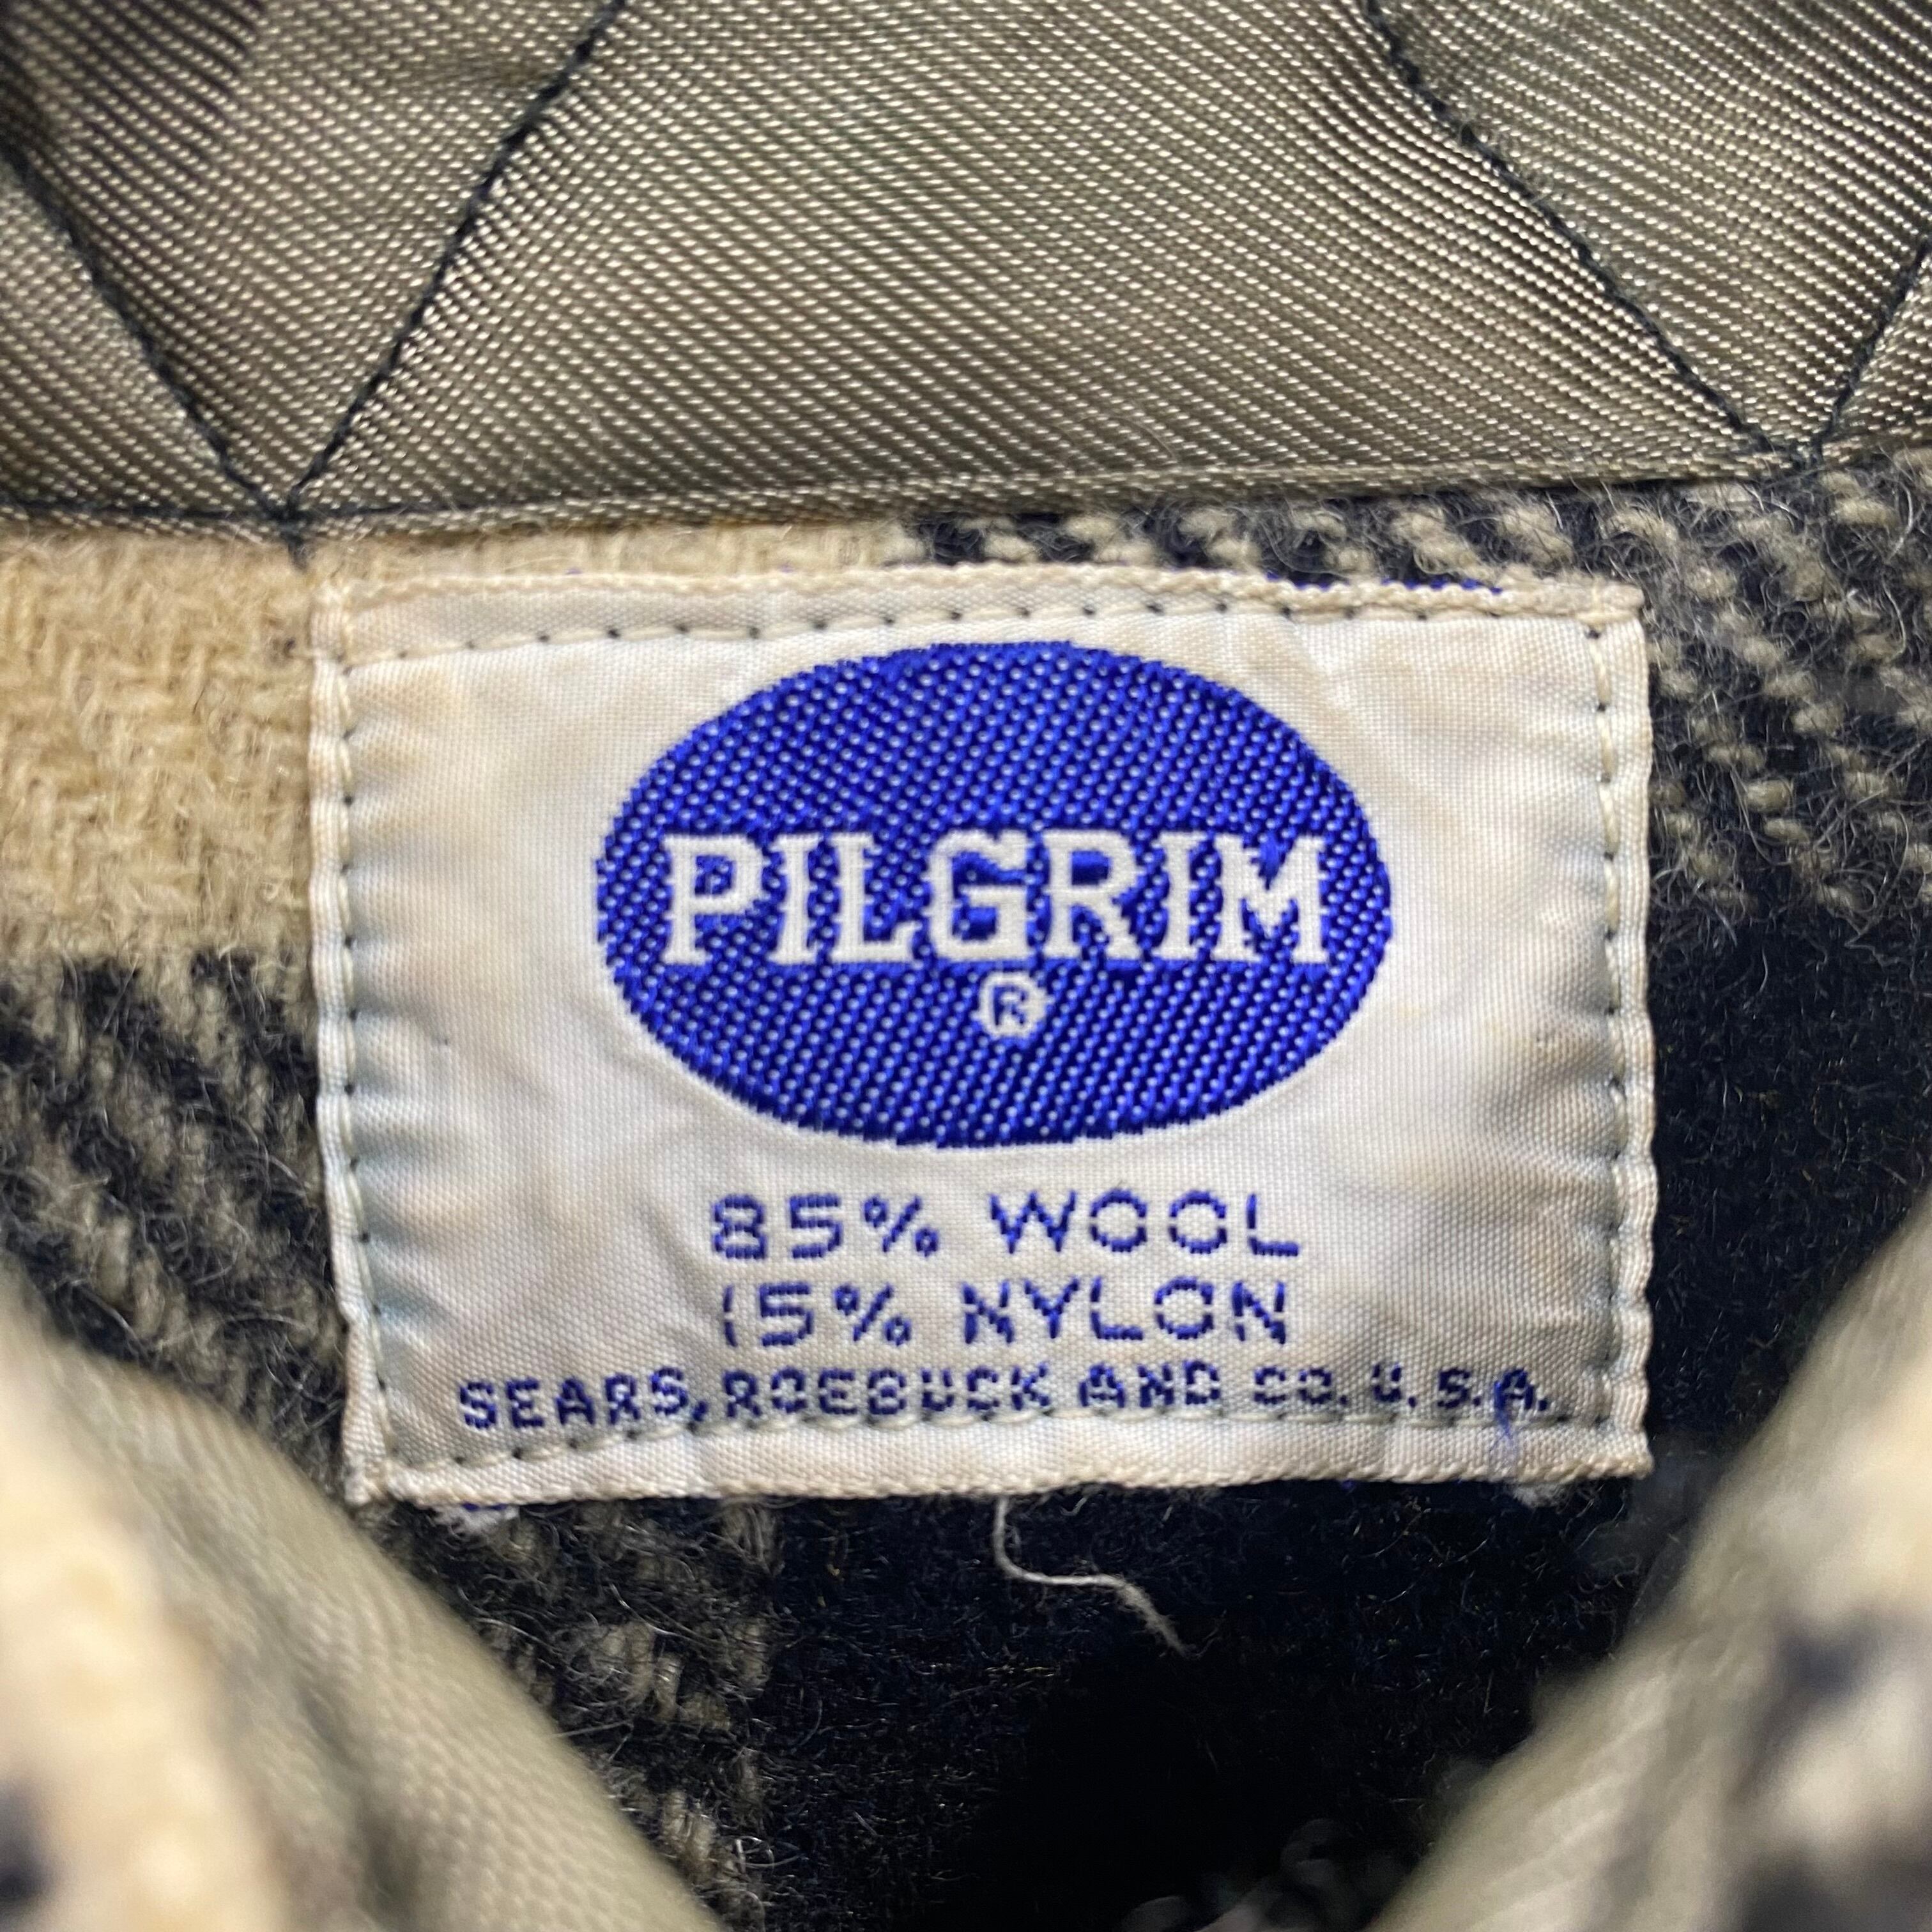 PILGRIM
®
85% WOOL
15% NYLON
SEARS, ROEBUCK AND CO. U.S.A.